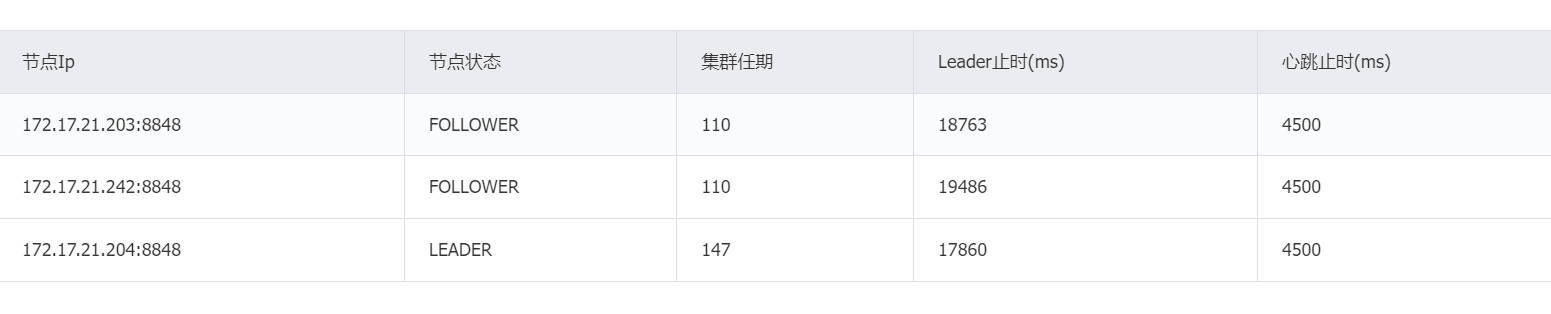 节点Ip 节点状态 集群任期 Leader止时(ms) 心跳止时(ms)
172.17.21.203:8848 FOLLOWER 110 18763 4500
172.17.21.242:8848 FOLLOWER 110 19486 4500
172.17.21.204:8848 LEADER 147 17860 4500